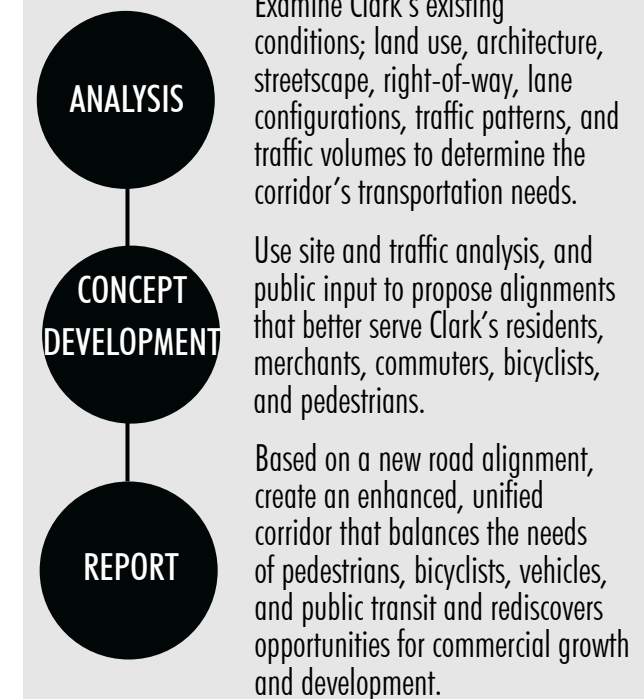 ANALYSIS
Examine Clark's existing
conditions; land use, architecture,
streetscape, right-of-way, lane
configurations, traffic patterns, and
traffic volumes to determine the
corridor's transportation needs.
CONCEPT
DEVELOPMENT
Use site and traffic analysis, and
public input to propose alignments
that better serve Clark's residents,
merchants, commuters, bicyclists,
and pedestrians.
REPORT
Based on a new road alignment,
create an enhanced, unified
corridor that balances the needs
of pedestrians, bicyclists, vehicles,
and public transit and rediscovers
opportunities for commercial growth
and development.